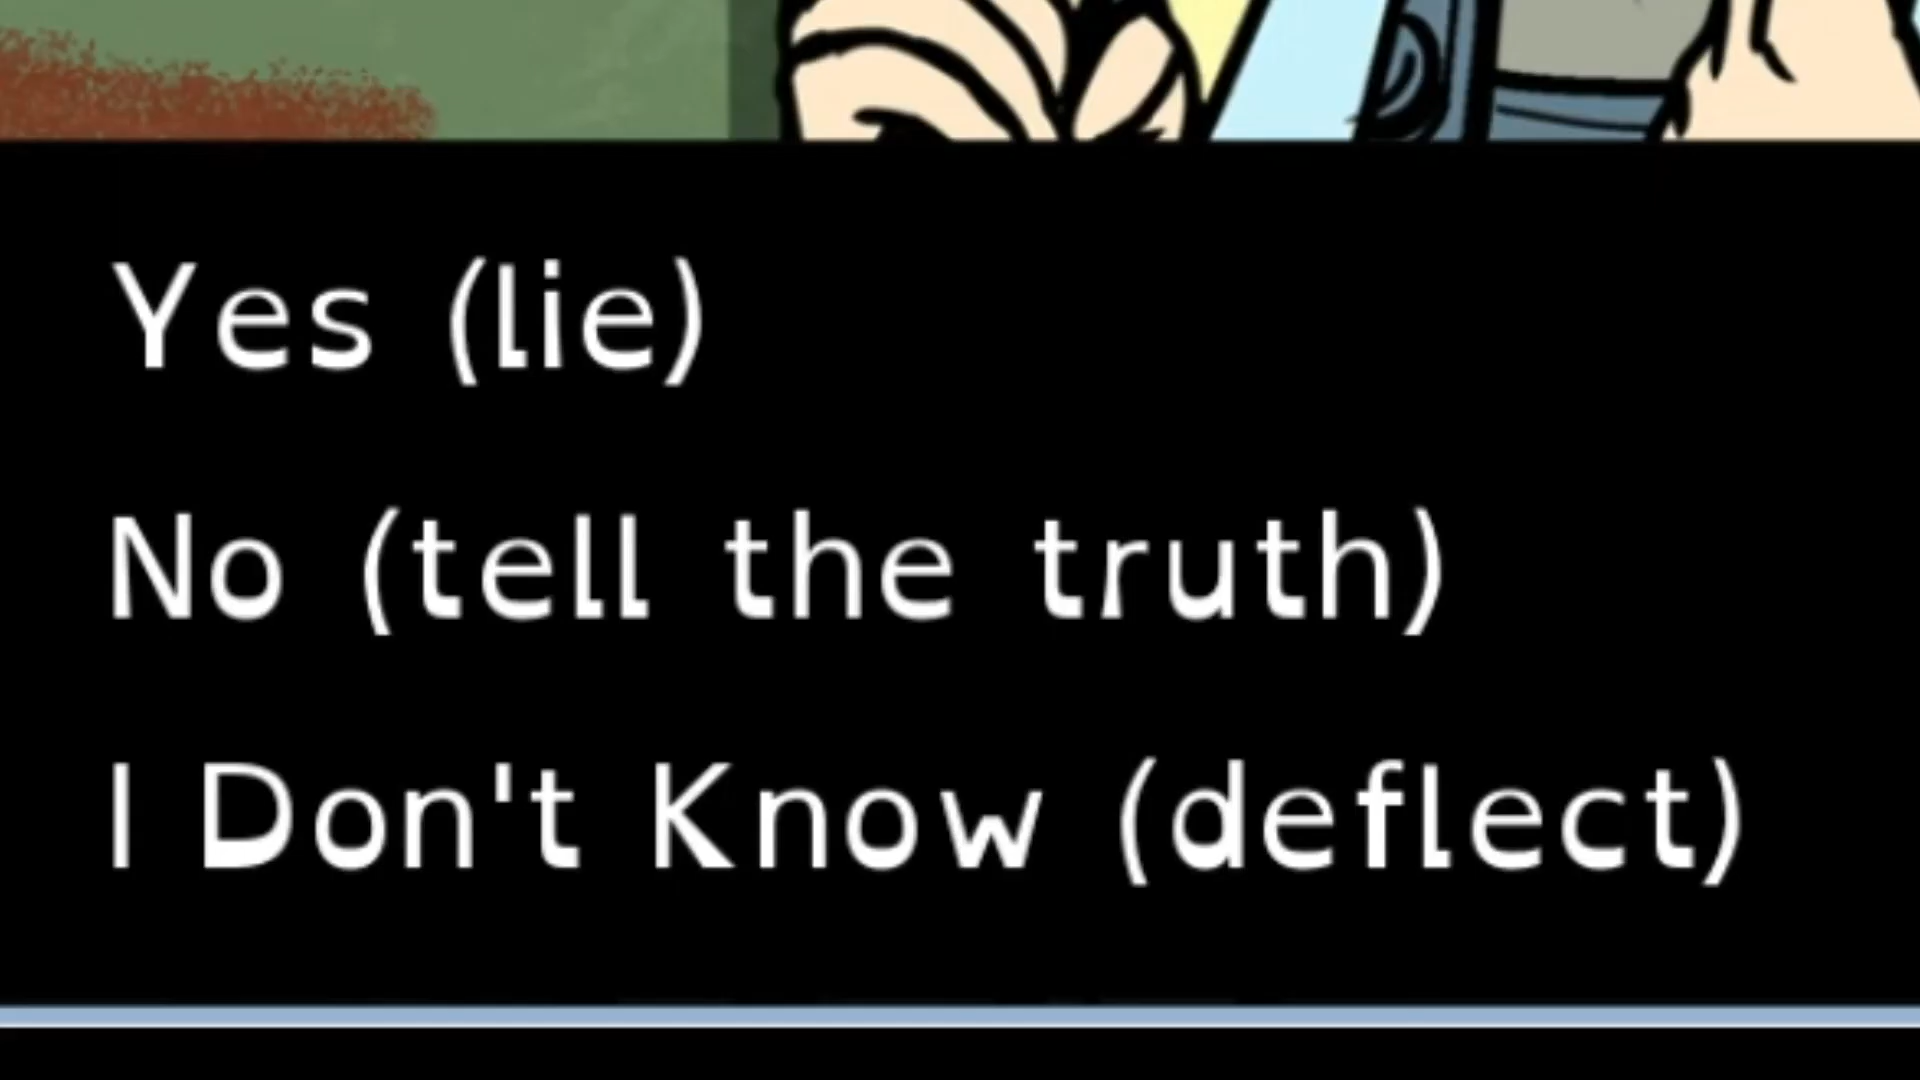 Yes (lie)
No (tell the truth)
I Don't Know (deflect)